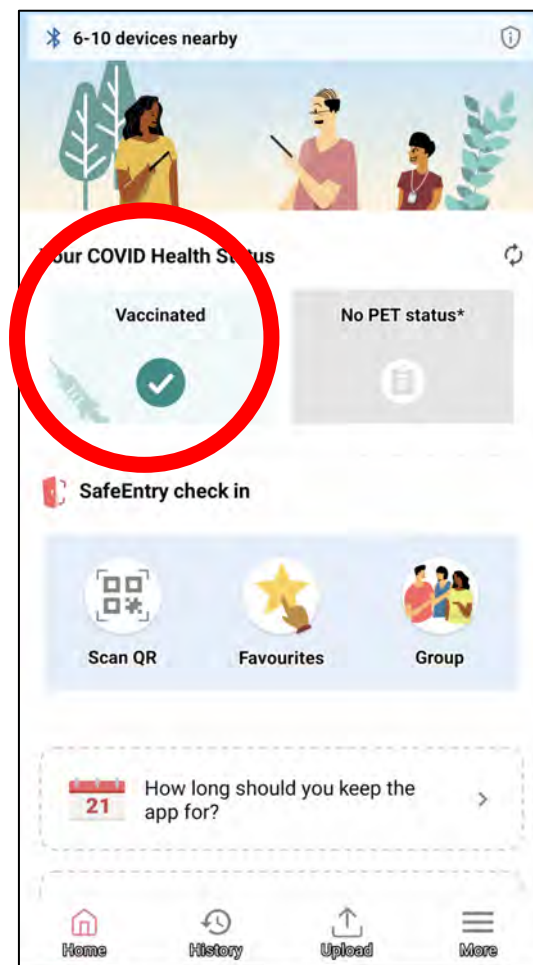 6-10 devices nearby
Your COVID Health Status
Vaccinated
No PET status*
SafeEntry check in
Scan QR
Favourites
Group
21
How long should you keep the
app for?
Home
History
Upload
More